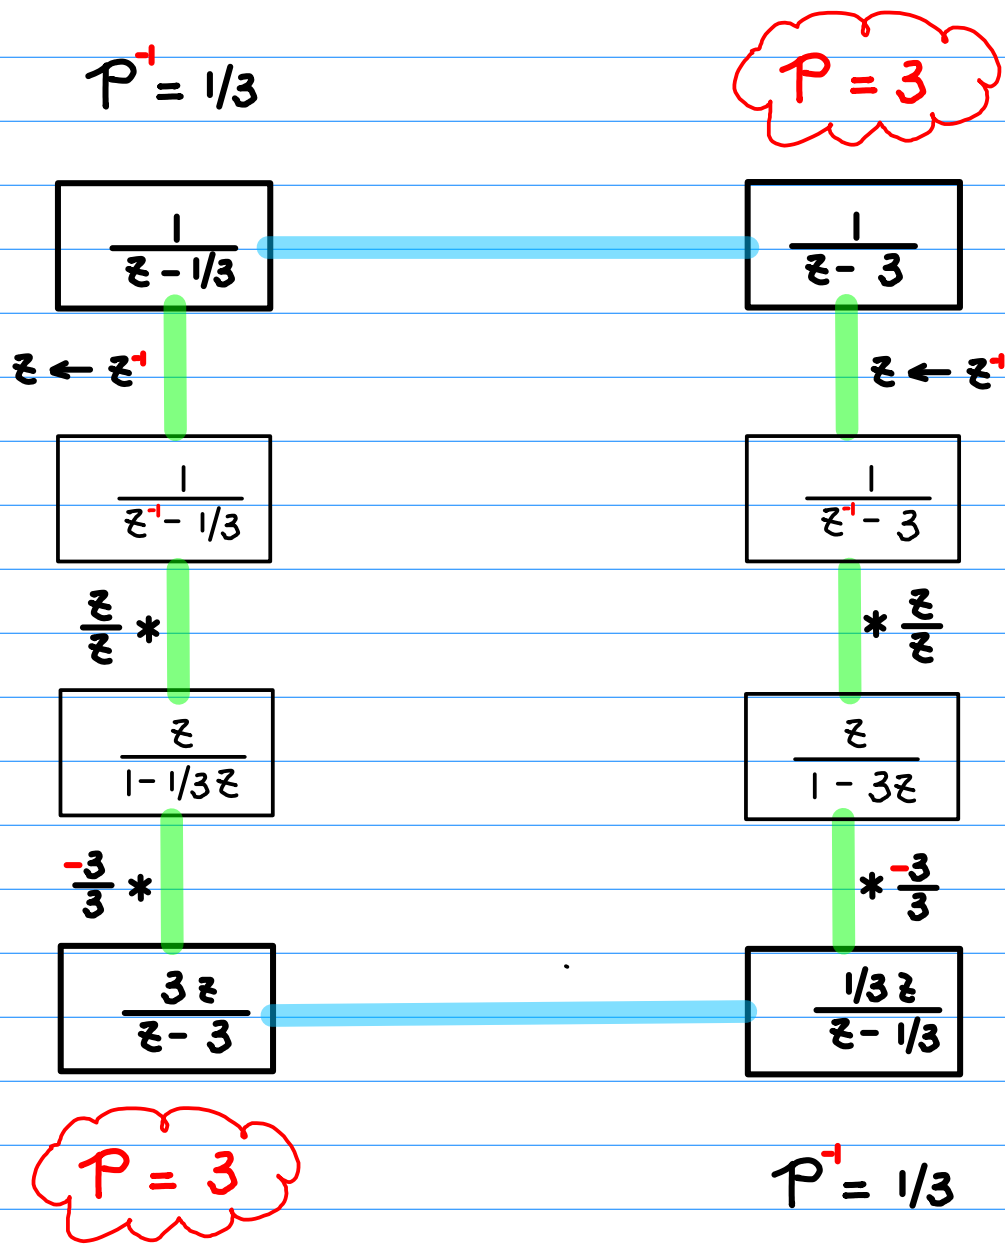 P⁻¹ = 1/3    P = 3
1/(z - 1/3)    1/(z - 3)
z ← z⁻¹    z ← z⁻¹
1/(z⁻¹ - 1/3)    1/(z⁻¹ - 3)
z/z *    * z/z
z/(1 - 1/3 z)    z/(1 - 3z)
-3/3 *    * -3/3
3z/(z - 3)    1/3 z/(z - 1/3)
P = 3    P⁻¹ = 1/3